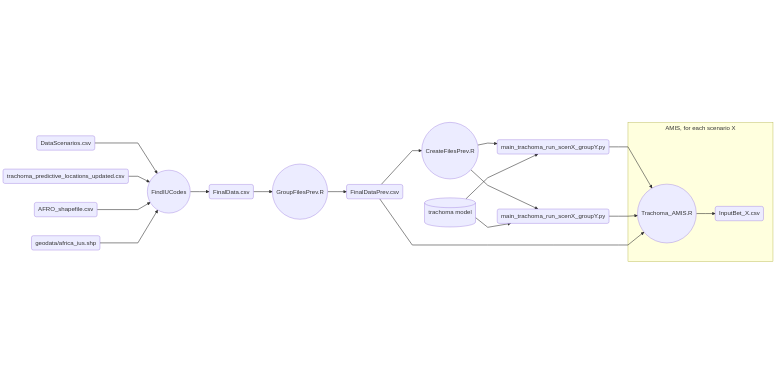 DataScenarios.csv
trachoma_predictive_locations_updated.csv
AFRO_shapefile.csv
geodata/africa_ius.shp
FindIUCodes
FinalData.csv
GroupFilesPrev.R
FinalDataPrev.csv
CreateFilesPrev.R
trachoma model
main_trachoma_run_scenX_groupY.py
main_trachoma_run_scenX_groupY.py
AMIS, for each scenario X
Trachoma_AMIS.R
InputBet_X.csv